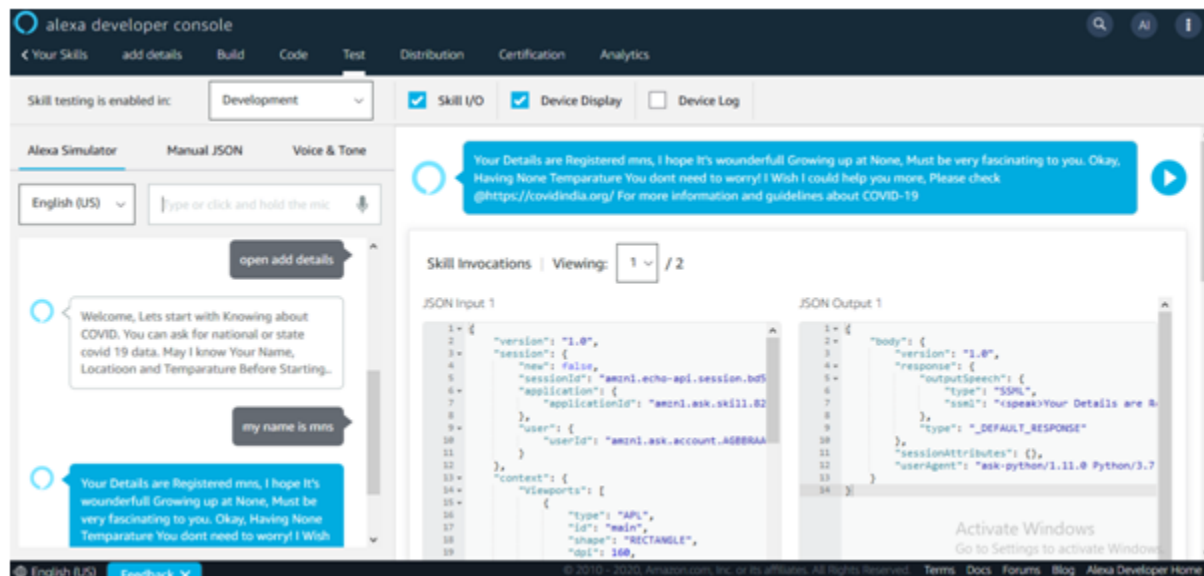 alexa developer console
AI
Your Skills add details Build Code Test Distribution Certification Analytics
Skill testing is enabled in: Development Skill I/O Device Display Device Log
Alexa Simulator Manual JSON Voice & Tone
English (US) Type or click and hold the mic
open add details
Welcome, Lets start with Knowing about
COVID. You can ask for national or state
covid 19 data. May I know Your Name,
Locatioon and Temparature Before Starting..
my name is mns
Your Details are Registered mns, I hope It's
wounderfull Growing up at None, Must be
very fascinating to you. Okay, Having None
Temparature You dont need to worry! I Wish
Your Details are Registered mns, I hope It's wounderfull Growing up at None, Must be very fascinating to you. Okay,
Having None Temparature You dont need to worry! I Wish I could help you more, Please check
@https://covidindia.org/ For more information and guidelines about COVID-19
Skill Invocations | Viewing: 1 / 2
JSON Input 1
1 {
2 "version": "1.0",
3 "session": {
4 "new": false,
5 "sessionId": "amzn1.echo-api.session.bd5
6 "application": {
7 "applicationId": "amzn1.ask.skill.82
8 },
9 "user": {
10 "userId": "amzn1.ask.account.AGBBRAA
11 }
12 },
13 "context": {
14 "Viewports": [
15 {
16 "type": "APL",
17 "id": "main",
18 "shape": "RECTANGLE",
19 "dpi": 160,
JSON Output 1
1 {
2 "body": {
3 "version": "1.0",
4 "response": {
5 "outputSpeech": {
6 "type": "SSML",
7 "ssml": "<speak>Your Details are R
8 },
9 "type": "_DEFAULT_RESPONSE"
10 },
11 "sessionAttributes": {},
12 "userAgent": "ask-python/1.11.0 Python/3.7
13 }
14 }
Activate Windows
Go to Settings to activate Windows.
English (US) Feedback © 2010 - 2020, Amazon.com, Inc. or its affiliates. All Rights Reserved. Terms Docs Forums Blog Alexa Developer Home